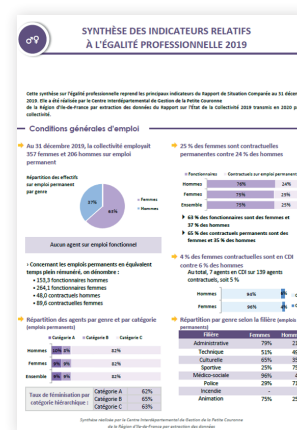 SYNTHÈSE DES INDICATEURS RELATIFS
À L'ÉGALITÉ PROFESSIONNELLE 2019
Cette synthèse sur l'égalité professionnelle reprend les principaux indicateurs du Rapport de Situation Comparée au 31 décem
2019. Elle a été réalisée par le Centre Interdépartemental de Gestion de la Petite Couronne
de la Région d'Ile-de-France par extraction des données du Rapport sur l'État de la Collectivité 2019 transmis en 2020 p
collectivité.
Conditions générales d'emploi
Au 31 décembre 2019, la collectivité employait
357 femmes et 206 hommes sur emploi
permanent
Répartition des effectifs
sur emploi permanent
par genre
37%
63%
Femmes
Hommes
Aucun agent sur emploi fonctionnel
Concernant les emplois permanents en équivalent
temps plein rémunéré, on dénombre :
• 153,3 fonctionnaires hommes
• 264,1 fonctionnaires femmes
• 48,0 contractuels hommes
• 89,6 contractuelles femmes
Répartition des agents par genre et par catégorie
(emplois permanents)
Catégorie A Catégorie B Catégorie C
Hommes 82%
Femmes 82%
Ensemble 82%
Taux de féminisation par
catégorie hiérarchique :
Catégorie A 62%
Catégorie B 65%
Catégorie C 63%
25 % des femmes sont contractuelles
permanentes contre 24 % des hommes
Fonctionnaires Contractuels sur emploi permanent
Hommes 76% 24%
Femmes 75% 25%
Ensemble 75% 25%
63 % des fonctionnaires sont des femmes et
37 % des hommes
65 % des contractuels permanents sont des
femmes et 35 % des hommes
4 % des femmes contractuelles sont en CDI
contre 6 % des hommes
Au total, 7 agents en CDI sur 139 agents
contractuels, soit 5 %
Hommes 94%
Femmes 96%
Répartition par genre selon la filière (emplois
permanents)
Filière Femmes Homm
Administrative 79% 21
Technique 51% 49
Culturelle 65% 35
Sportive 25% 75
Médico-sociale 96% 4
Police 29% 71
Incendie -
Animation 75% 25
Synthèse réalisée par le Centre Interdépartemental de Gestion de la Petite Couronne
de la Région d'Ile-de-France par extraction des données